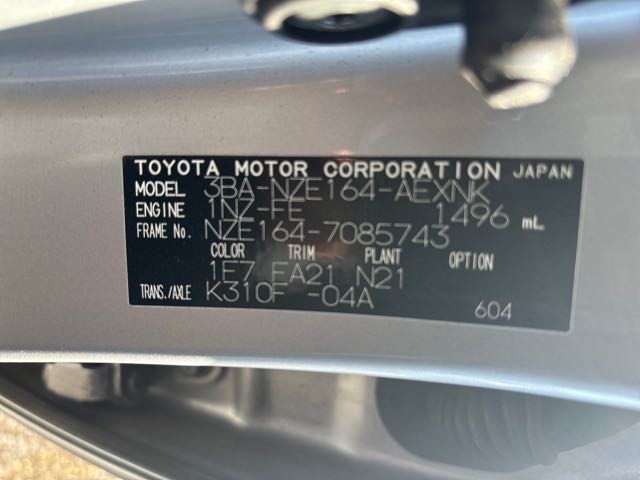 TOYOTA MOTOR CORPORATION JAPAN
MODEL 3BA-NZE164-AEXNK
ENGINE 1NZ-FE 1496 mL
FRAME No. NZE164-7085743
COLOR TRIM PLANT OPTION
1E7 FA21 N21
TRANS./AXLE K310F -04A
604